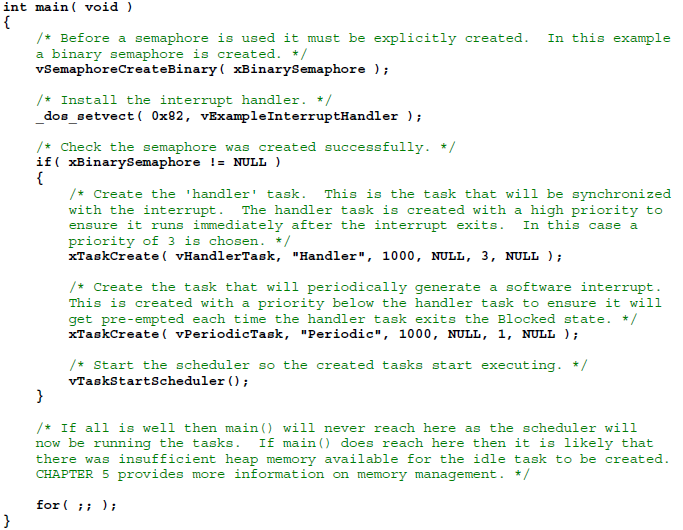 int main( void )
{
/* Before a semaphore is used it must be explicitly created.  In this example
a binary semaphore is created. */
vSemaphoreCreateBinary( xBinarySemaphore );
/* Install the interrupt handler. */
_dos_setvect( 0x82, vExampleInterruptHandler );
/* Check the semaphore was created successfully. */
if( xBinarySemaphore != NULL )
{
/* Create the 'handler' task.  This is the task that will be synchronized
with the interrupt.  The handler task is created with a high priority to
ensure it runs immediately after the interrupt exits.  In this case a
priority of 3 is chosen. */
xTaskCreate( vHandlerTask, "Handler", 1000, NULL, 3, NULL );
/* Create the task that will periodically generate a software interrupt.
This is created with a priority below the handler task to ensure it will
get pre-empted each time the handler task exits the Blocked state. */
xTaskCreate( vPeriodicTask, "Periodic", 1000, NULL, 1, NULL );
/* Start the scheduler so the created tasks start executing. */
vTaskStartScheduler();
}
/* If all is well then main() will never reach here as the scheduler will
now be running the tasks.  If main() does reach here then it is likely that
there was insufficient heap memory available for the idle task to be created.
CHAPTER 5 provides more information on memory management. */
for( ;; );
}